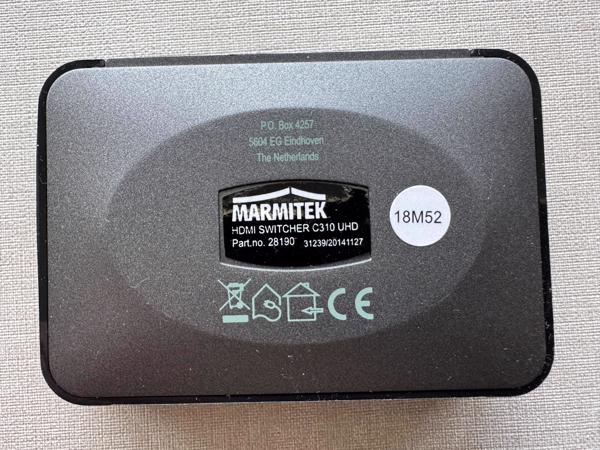 P.O. Box 4257
5604 EG Eindhoven
The Netherlands
MARMITEK
HDMI SWITCHER C310 UHD
Part.no. 28190 31239/20141127
18M52
CE